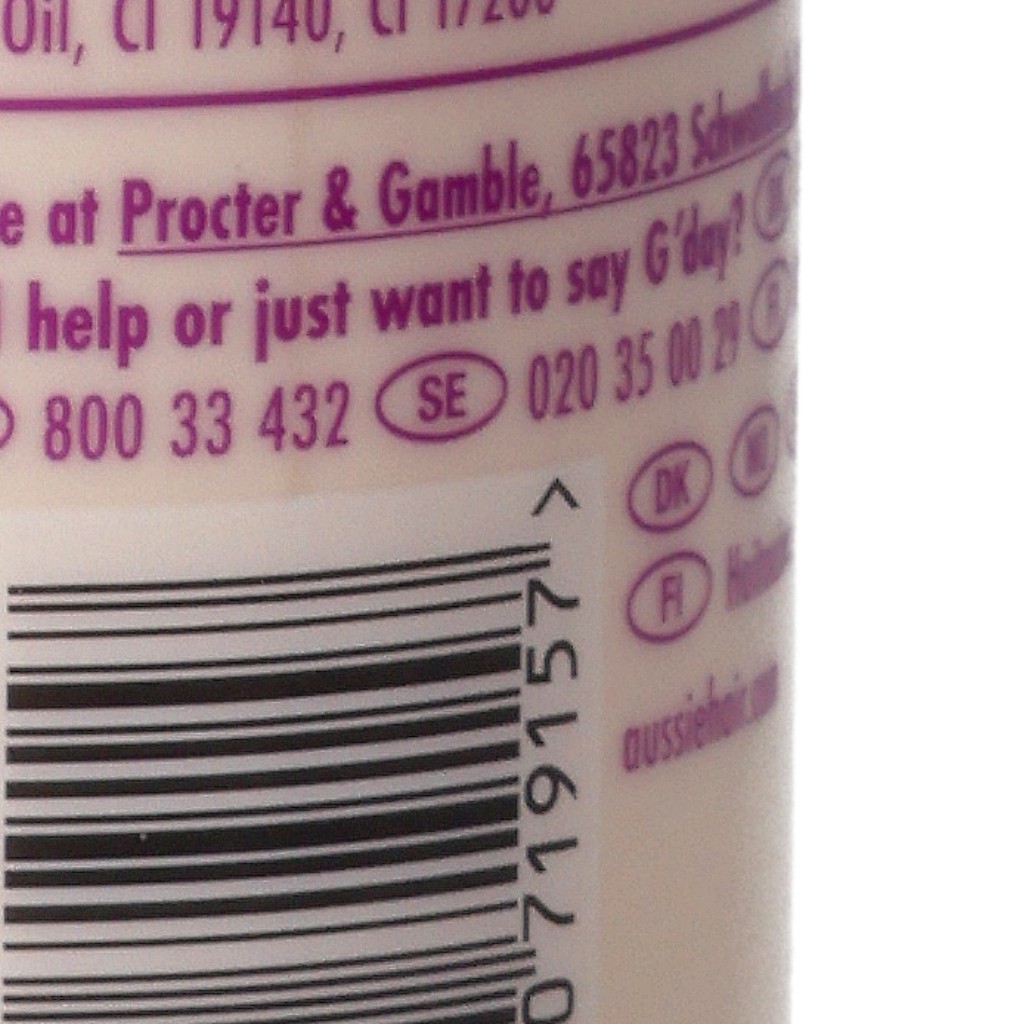 Oil, CI 19140, CI 17200
e at Procter & Gamble, 65823
help or just want to say G'day?
800 33 432 SE 020 35 00 29
DK
FI
aussiehair.com
0719157 >